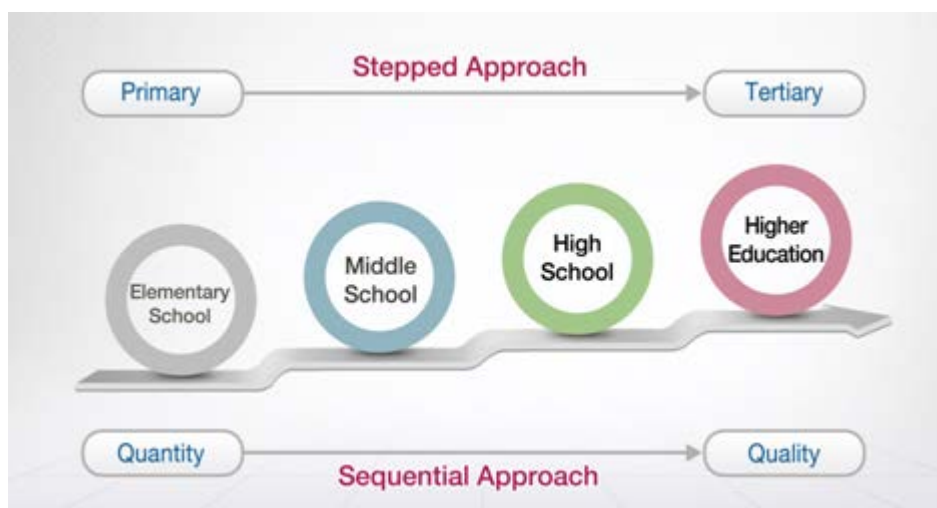 Stepped Approach
Primary
Tertiary
Elementary
School
Middle
School
High
School
Higher
Education
Quantity
Quality
Sequential Approach